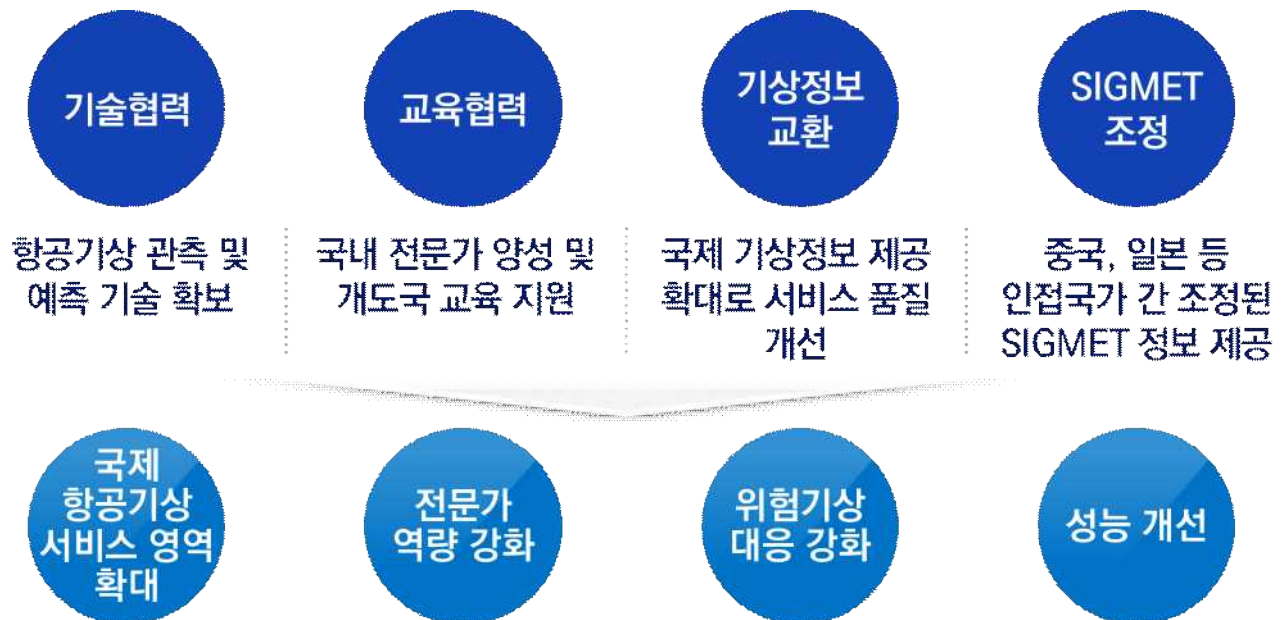 기술협력
교육협력
기상정보
교환
SIGMET
조정
항공기상 관측 및
예측 기술 확보
국내 전문가 양성 및
개도국 교육 지원
국제 기상정보 제공
확대로 서비스 품질
개선
중국, 일본 등
인접국가 간 조정된
SIGMET 정보 제공
국제
항공기상
서비스 영역
확대
전문가
역량 강화
위험기상
대응 강화
성능 개선